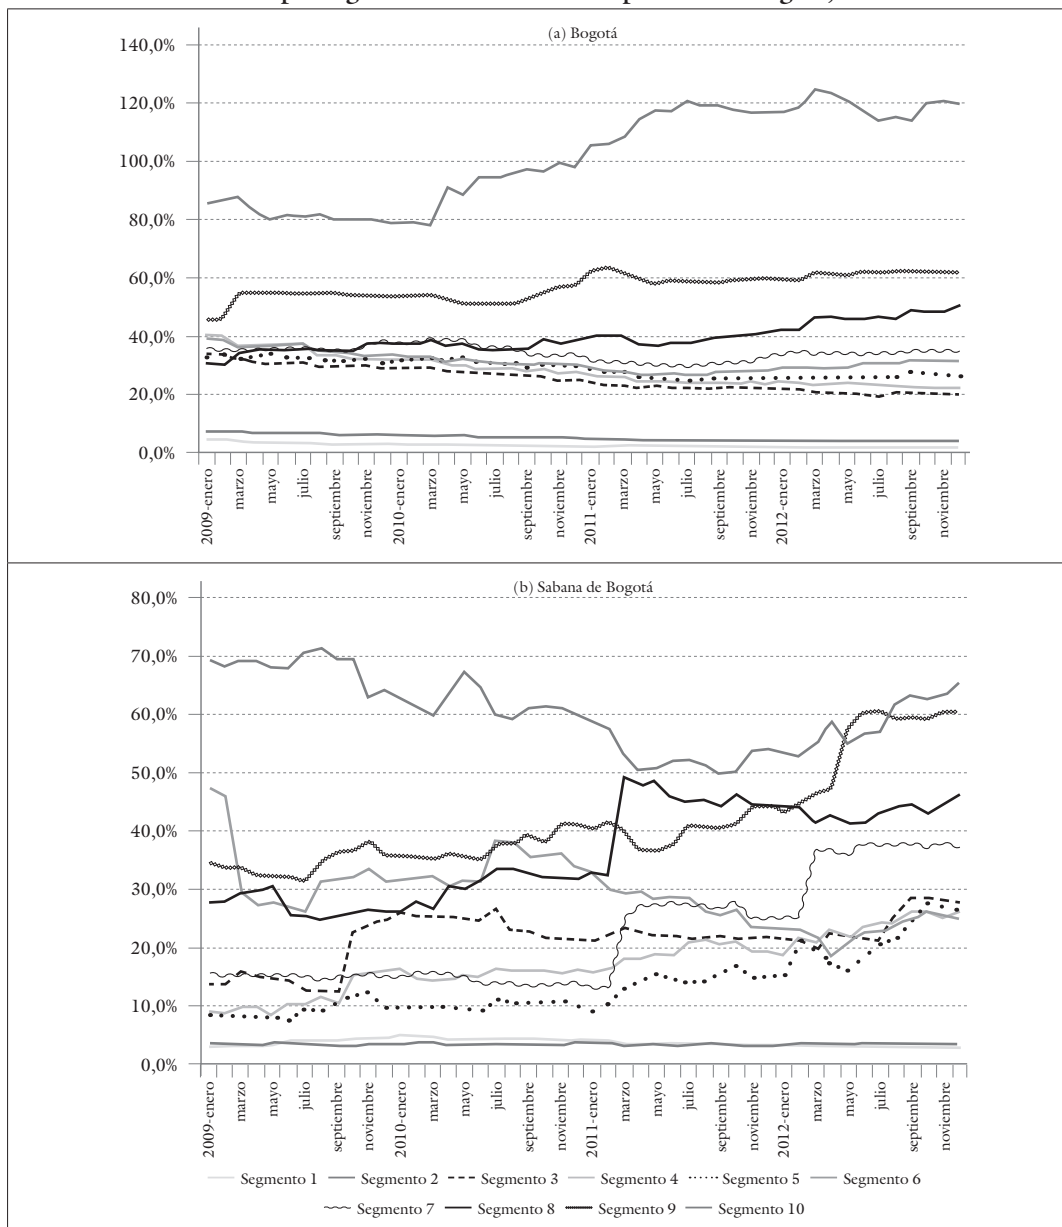 (a) Bogotá
140,0%
120,0%
100,0%
80,0%
60,0%
40,0%
20,0%
0,0%
2009-enero
marzo
mayo
julio
septiembre
noviembre
2010-enero
marzo
mayo
julio
septiembre
noviembre
2011-enero
marzo
mayo
julio
septiembre
noviembre
2012-enero
marzo
mayo
julio
septiembre
noviembre
(b) Sabana de Bogotá
80,0%
70,0%
60,0%
50,0%
40,0%
30,0%
20,0%
10,0%
0,0%
2009-enero
marzo
mayo
julio
septiembre
noviembre
2010-enero
marzo
mayo
julio
septiembre
noviembre
2011-enero
marzo
mayo
julio
septiembre
noviembre
2012-enero
marzo
mayo
julio
septiembre
noviembre
Segmento 1 Segmento 2 Segmento 3 Segmento 4 Segmento 5 Segmento 6
Segmento 7 Segmento 8 Segmento 9 Segmento 10